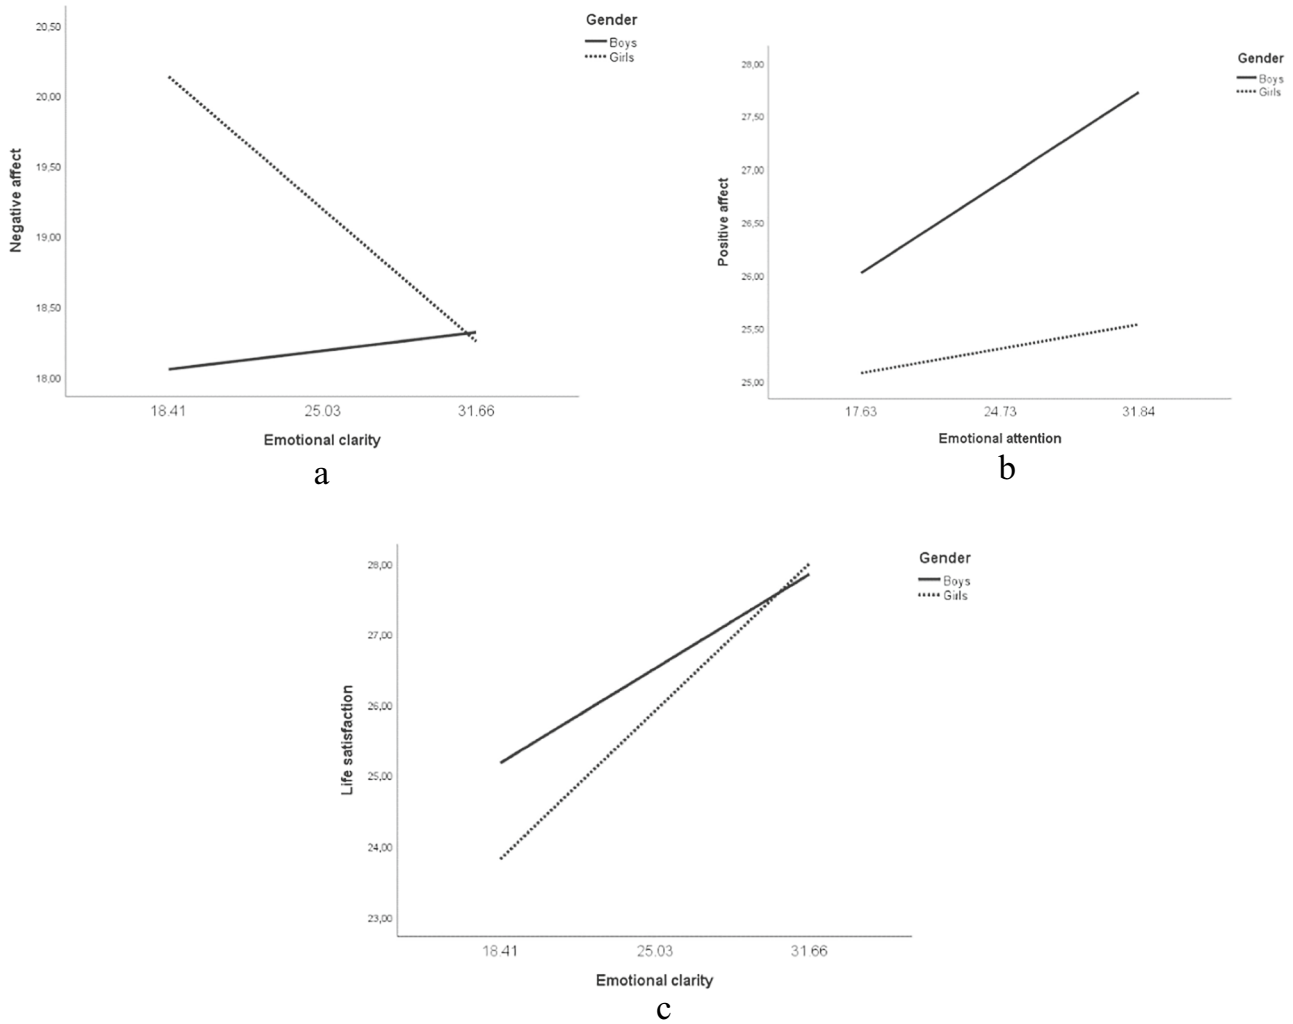 Gender
Boys
Girls
20,50
20,00
19,50
19,00
18,50
18,00
Negative affect
18.41 25.03 31.66
Emotional clarity
a
Gender
Boys
Girls
28,00
27,50
27,00
26,50
26,00
25,50
25,00
Positive affect
17.63 24.73 31.84
Emotional attention
b
Gender
Boys
Girls
28,00
27,00
26,00
25,00
24,00
23,00
Life satisfaction
18.41 25.03 31.66
Emotional clarity
c